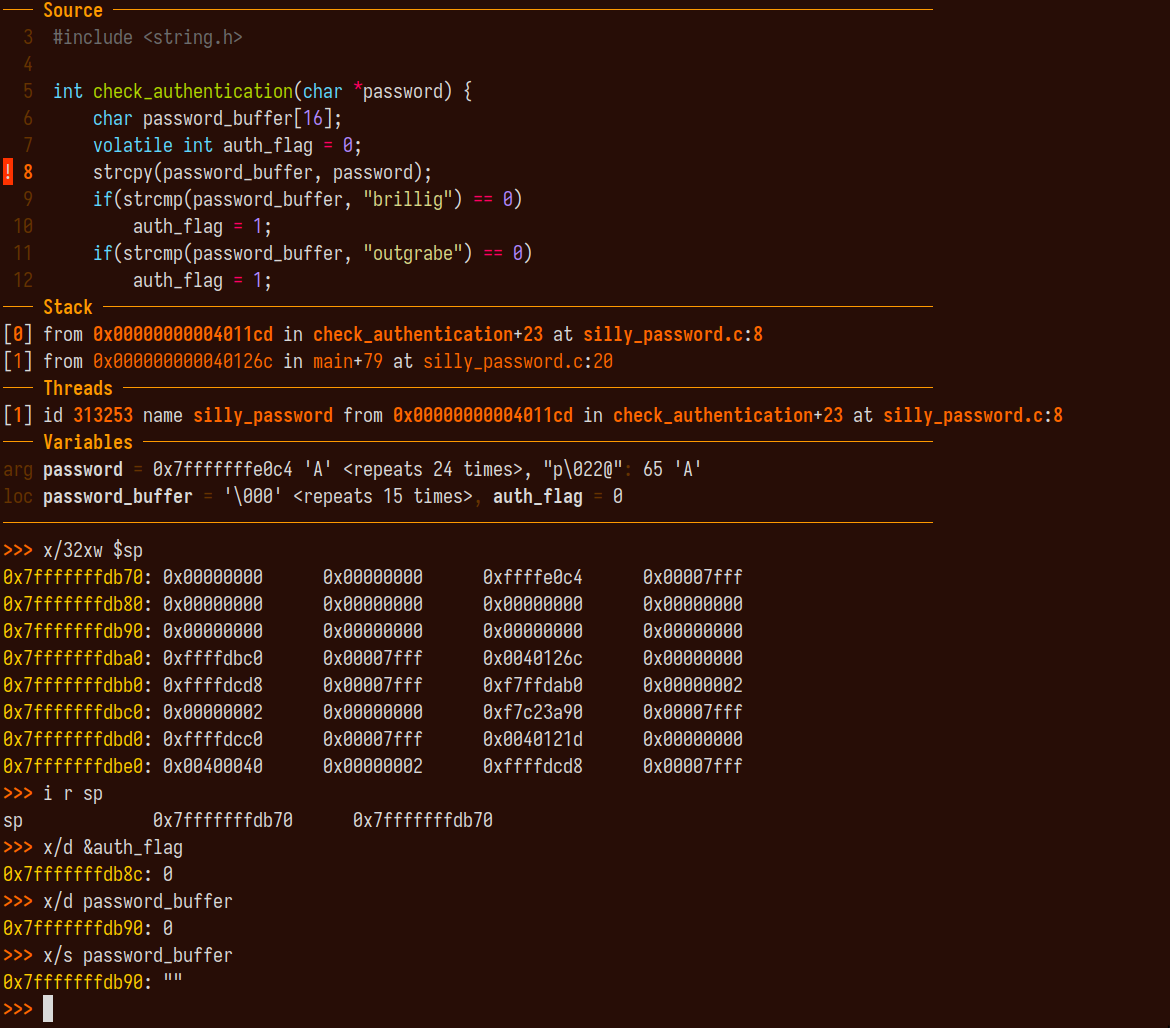 Source
3 #include <string.h>
4
5 int check_authentication(char *password) {
6 char password_buffer[16];
7 volatile int auth_flag = 0;
! 8 strcpy(password_buffer, password);
9 if(strcmp(password_buffer, "brillig") == 0)
10 auth_flag = 1;
11 if(strcmp(password_buffer, "outgrabe") == 0)
12 auth_flag = 1;
Stack
[0] from 0x00000000004011cd in check_authentication+23 at silly_password.c:8
[1] from 0x000000000040126c in main+79 at silly_password.c:20
Threads
[1] id 313253 name silly_password from 0x00000000004011cd in check_authentication+23 at silly_password.c:8
Variables
arg password = 0x7fffffffe0c4 'A' <repeats 24 times>, "p\022@": 65 'A'
loc password_buffer = '\000' <repeats 15 times>, auth_flag = 0
>>> x/32xw $sp
0x7fffffffdb70: 0x00000000 0x00000000 0xffffe0c4 0x00007fff
0x7fffffffdb80: 0x00000000 0x00000000 0x00000000 0x00000000
0x7fffffffdb90: 0x00000000 0x00000000 0x00000000 0x00000000
0x7fffffffdba0: 0xffffdbc0 0x00007fff 0x0040126c 0x00000000
0x7fffffffdbb0: 0xffffdcd8 0x00007fff 0xf7ffdab0 0x00000002
0x7fffffffdbc0: 0x00000002 0x00000000 0xf7c23a90 0x00007fff
0x7fffffffdbd0: 0xffffdcc0 0x00007fff 0x0040121d 0x00000000
0x7fffffffdbe0: 0x00400040 0x00000002 0xffffdcd8 0x00007fff
>>> i r sp
sp 0x7fffffffdb70 0x7fffffffdb70
>>> x/d &auth_flag
0x7fffffffdb8c: 0
>>> x/d password_buffer
0x7fffffffdb90: 0
>>> x/s password_buffer
0x7fffffffdb90: ""
>>>